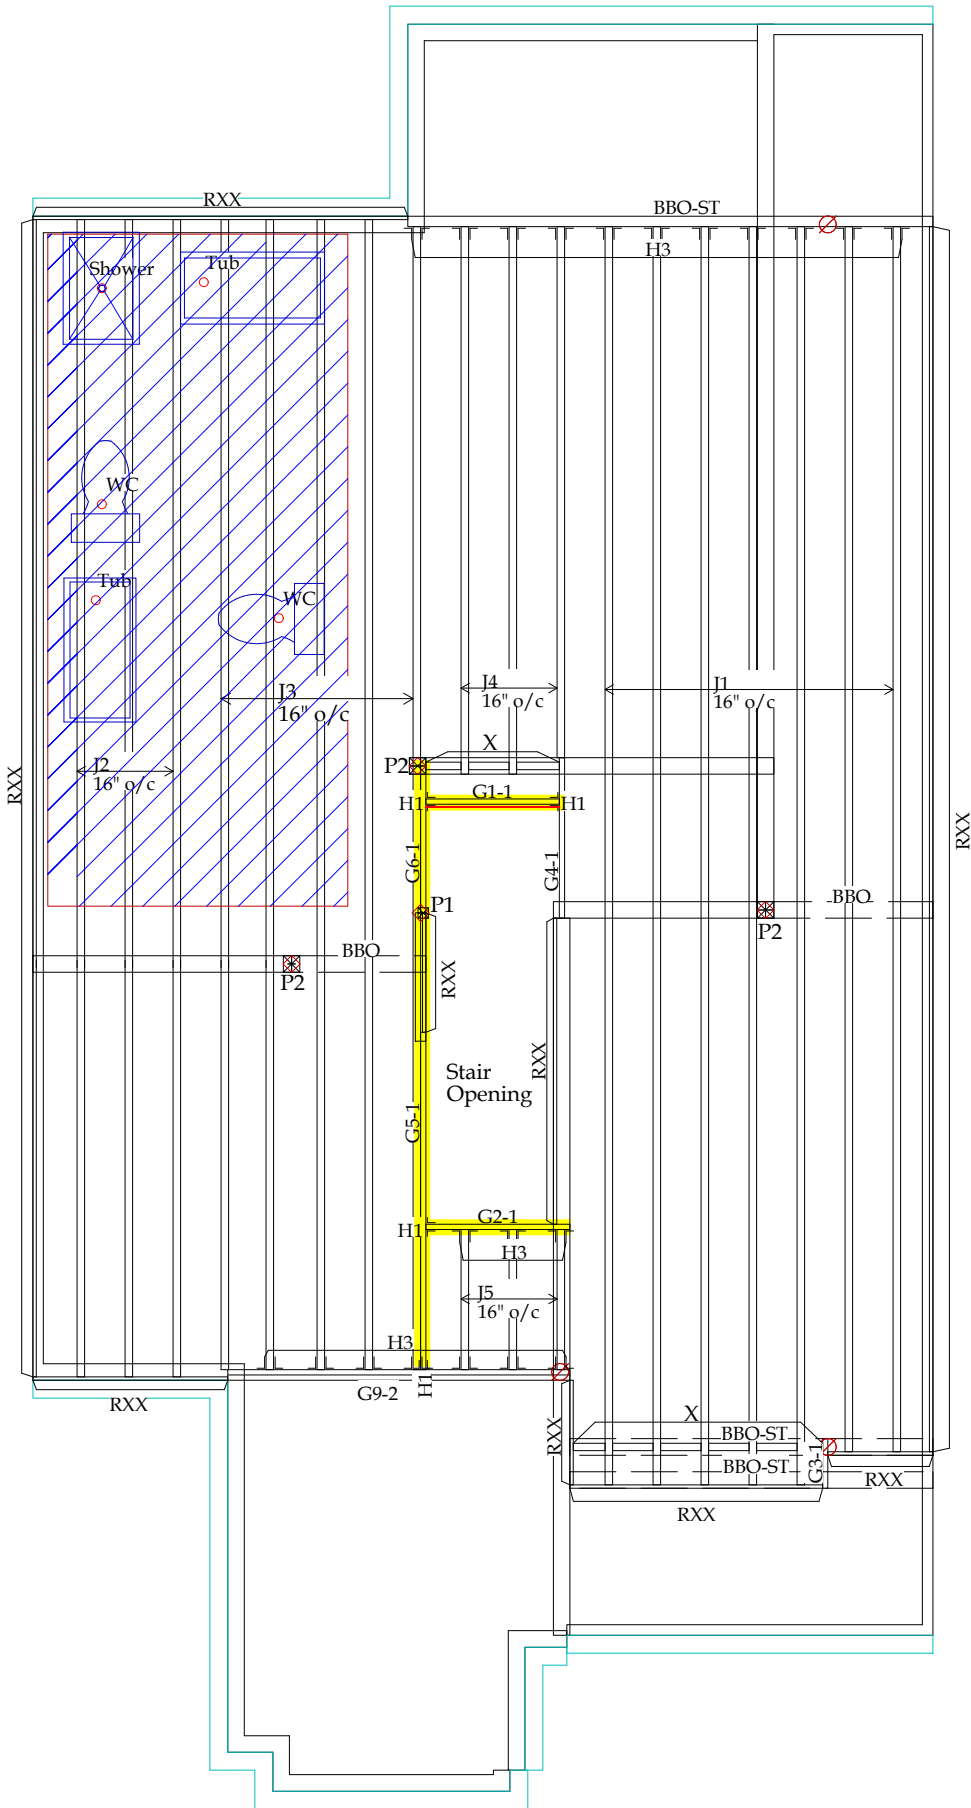 RXX
BBO-ST
H3
Shower
Tub
WC
Tub
WC
J3
16" o/c
J4
16" o/c
J1
16" o/c
X
P2
J2
16" o/c
RXX
G1-1
H1
H1
RXX
G6-1
G4-1
P1
BBO
P2
BBO
P2
RXX
RXX
Stair
Opening
G5-1
G2-1
H1
H3
J5
16" o/c
H3
H1
G9-2
RXX
X
BBO-ST
RXX
BBO-ST
G3-1
RXX
RXX